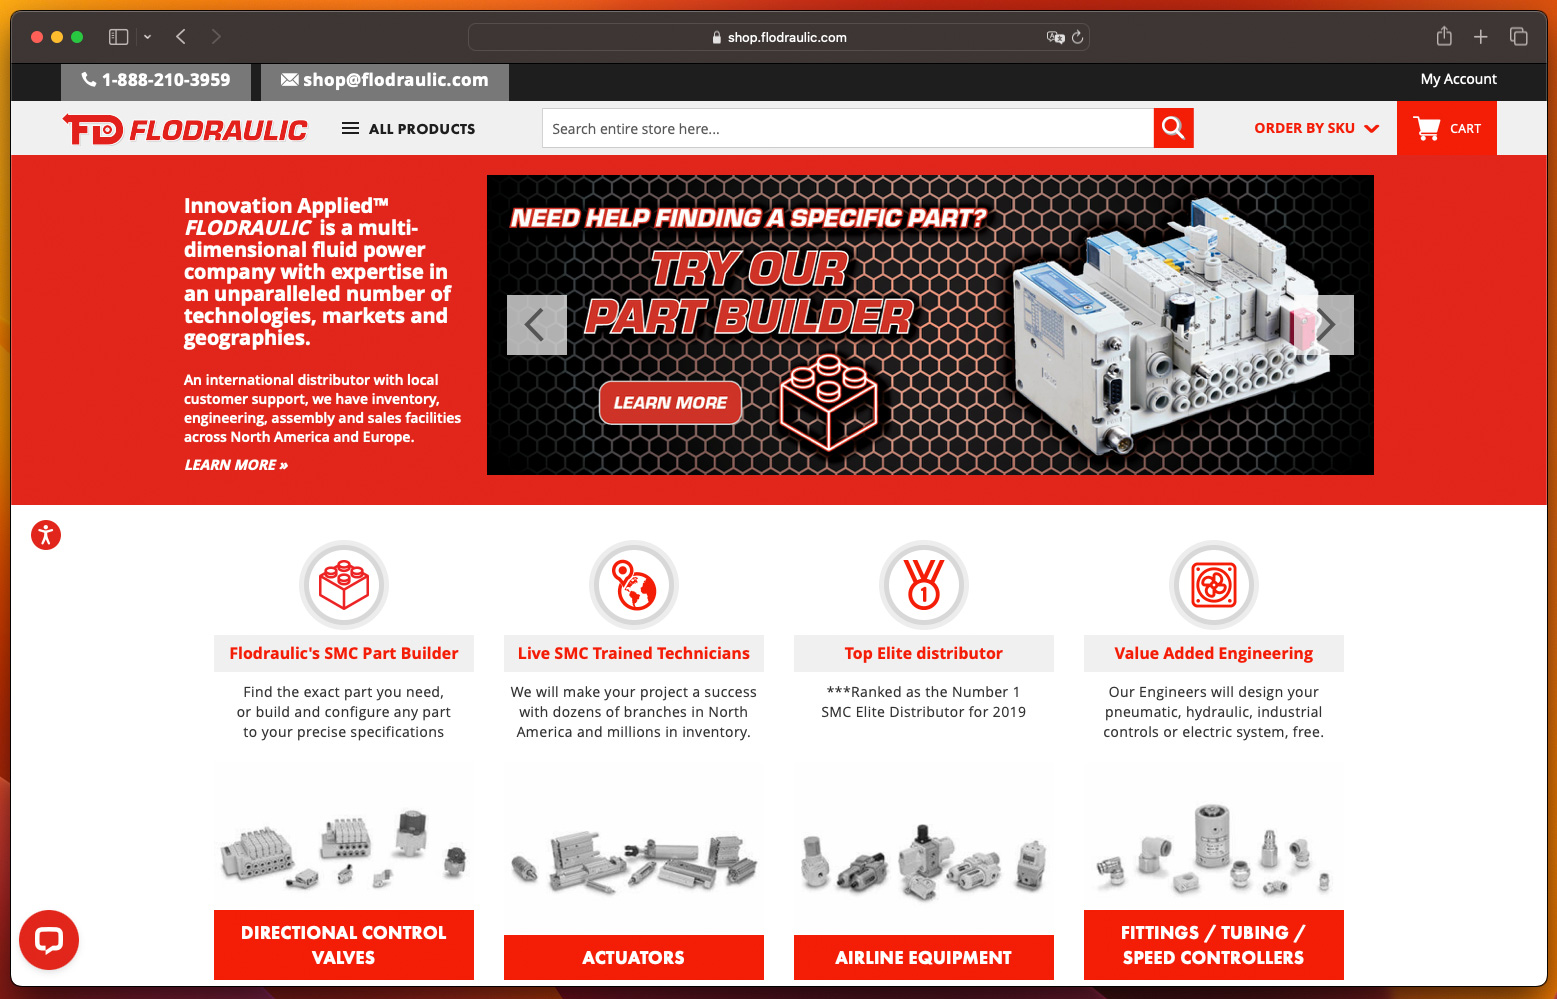 shop.flodraulic.com
1-888-210-3959
shop@flodraulic.com
My Account
FD FLODRAULIC
ALL PRODUCTS
Search entire store here...
ORDER BY SKU
CART
Innovation Applied™
FLODRAULIC is a multi-
dimensional fluid power
company with expertise in
an unparalleled number of
technologies, markets and
geographies.
An international distributor with local
customer support, we have inventory,
engineering, assembly and sales facilities
across North America and Europe.
LEARN MORE »
NEED HELP FINDING A SPECIFIC PART?
TRY OUR
PART BUILDER
LEARN MORE
Flodraulic's SMC Part Builder
Find the exact part you need,
or build and configure any part
to your precise specifications
Live SMC Trained Technicians
We will make your project a success
with dozens of branches in North
America and millions in inventory.
1
Top Elite distributor
***Ranked as the Number 1
SMC Elite Distributor for 2019
Value Added Engineering
Our Engineers will design your
pneumatic, hydraulic, industrial
controls or electric system, free.
DIRECTIONAL CONTROL
VALVES
ACTUATORS
AIRLINE EQUIPMENT
FITTINGS / TUBING /
SPEED CONTROLLERS